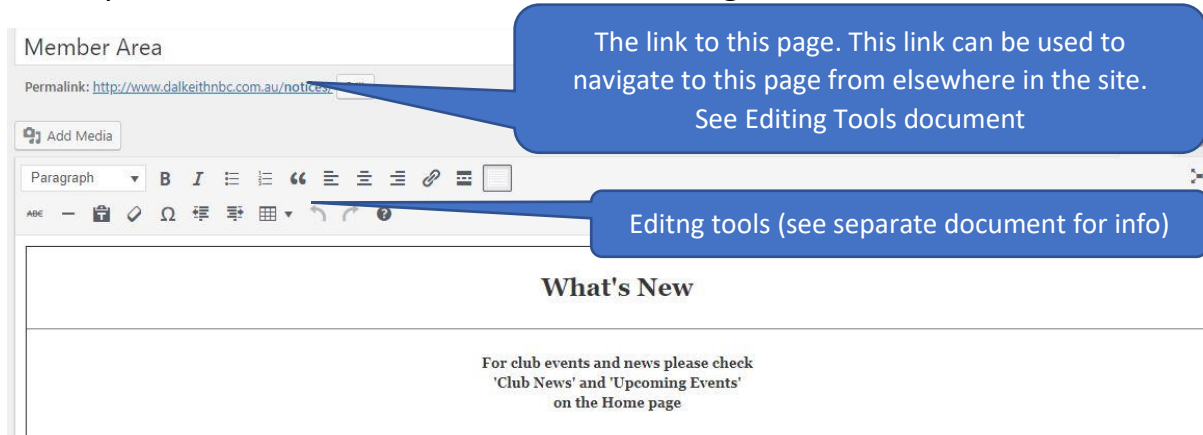 Member Area
The link to this page. This link can be used to
navigate to this page from elsewhere in the site.
See Editing Tools document
Permalink: http://www.dalkeithnbc.com.au/notices/
Add Media
Paragraph B I
ABC
Editng tools (see separate document for info)
What's New
For club events and news please check
'Club News' and 'Upcoming Events'
on the Home page